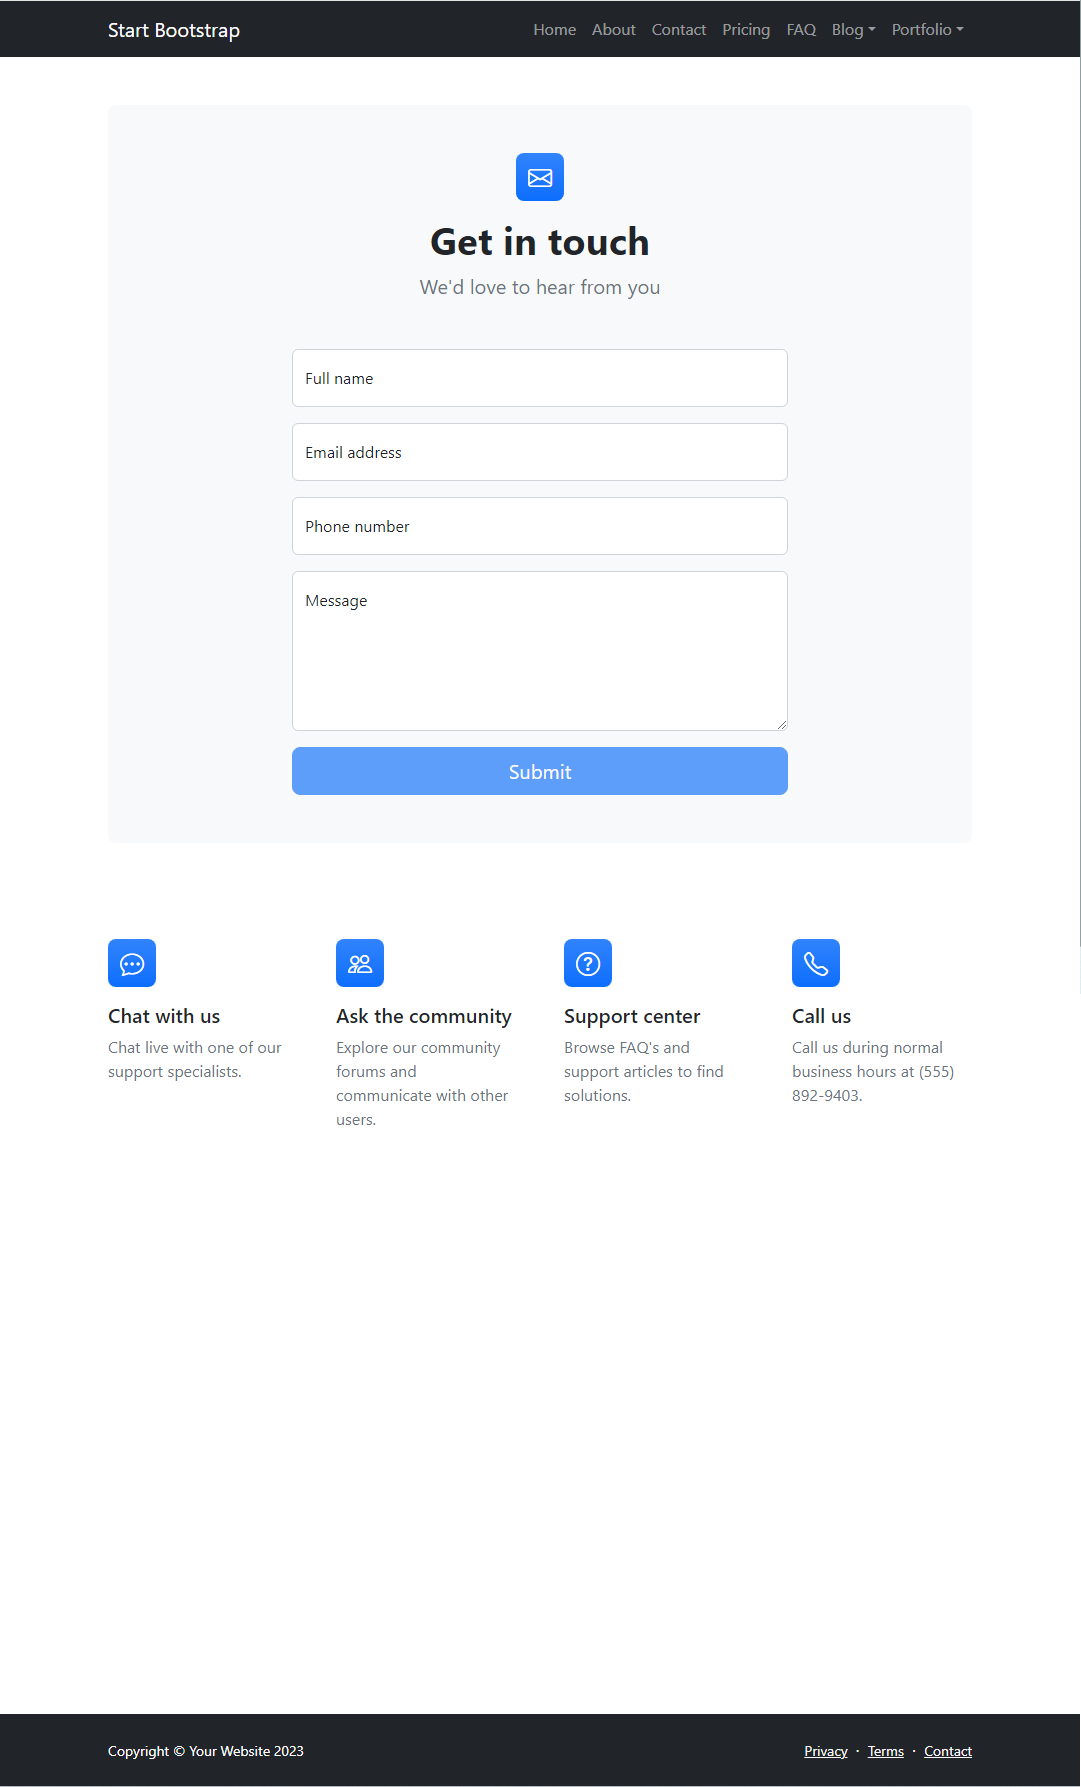 Start Bootstrap Home About Contact Pricing FAQ Blog Portfolio
Get in touch
We'd love to hear from you
Full name
Email address
Phone number
Message
Submit
Chat with us
Chat live with one of our
support specialists.
Ask the community
Explore our community
forums and
communicate with other
users.
Support center
Browse FAQ's and
support articles to find
solutions.
Call us
Call us during normal
business hours at (555)
892-9403.
Copyright © Your Website 2023 Privacy · Terms · Contact